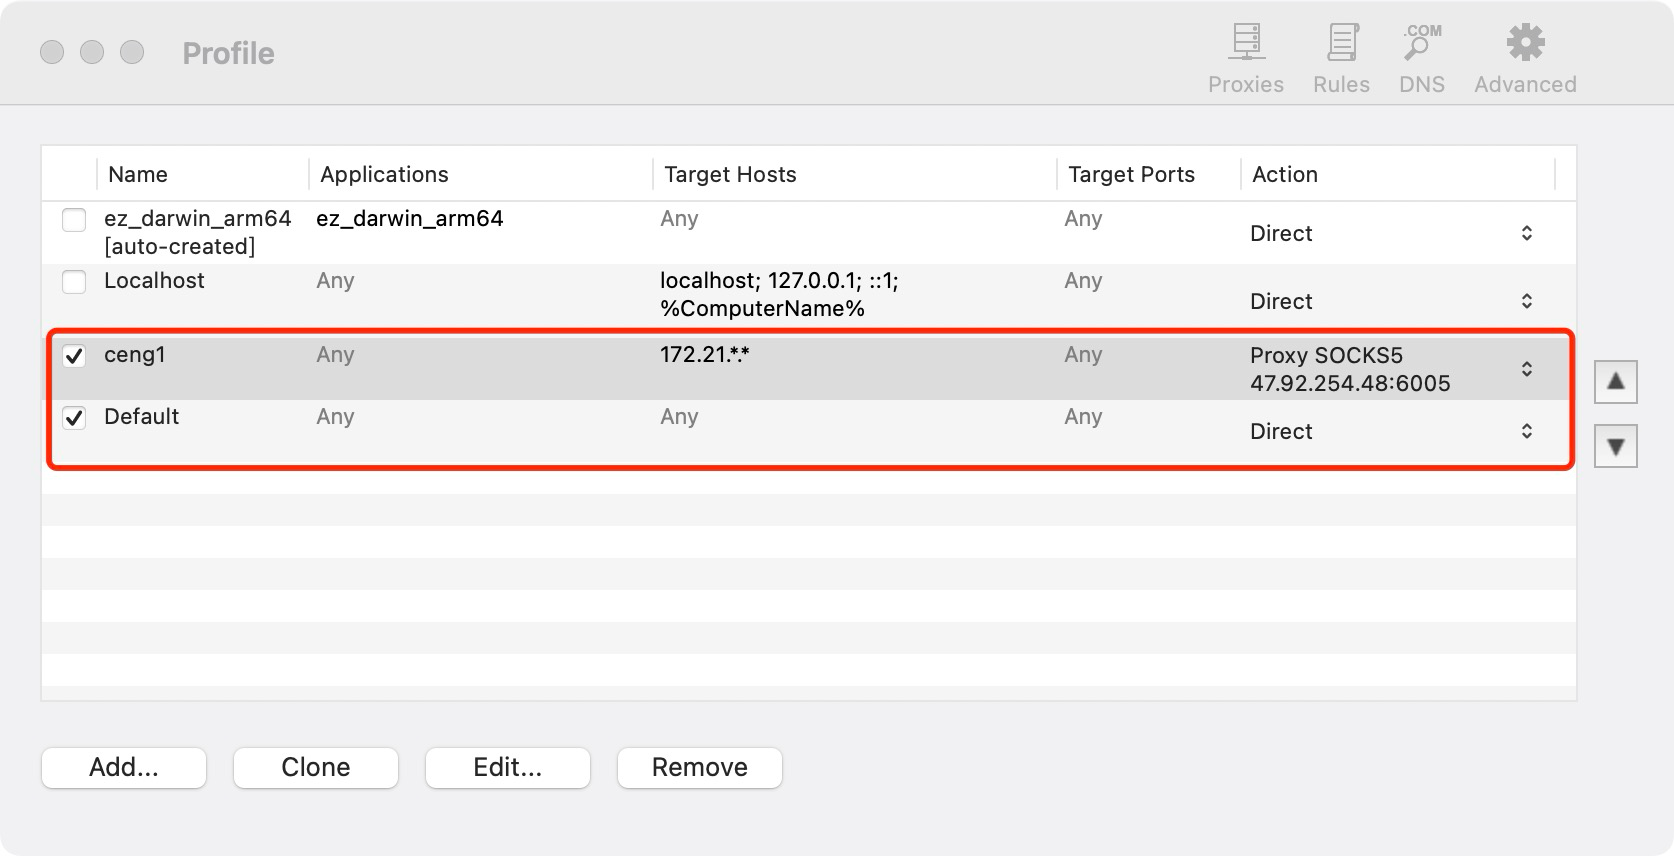 Profile
Proxies Rules DNS Advanced
.COM
Name Applications Target Hosts Target Ports Action
ez_darwin_arm64 ez_darwin_arm64 Any Any Direct
[auto-created]
Localhost Any localhost; 127.0.0.1; ::1; Any Direct
%ComputerName%
ceng1 Any 172.21.*.* Any Proxy SOCKS5
47.92.254.48:6005
Default Any Any Any Direct
Add... Clone Edit... Remove